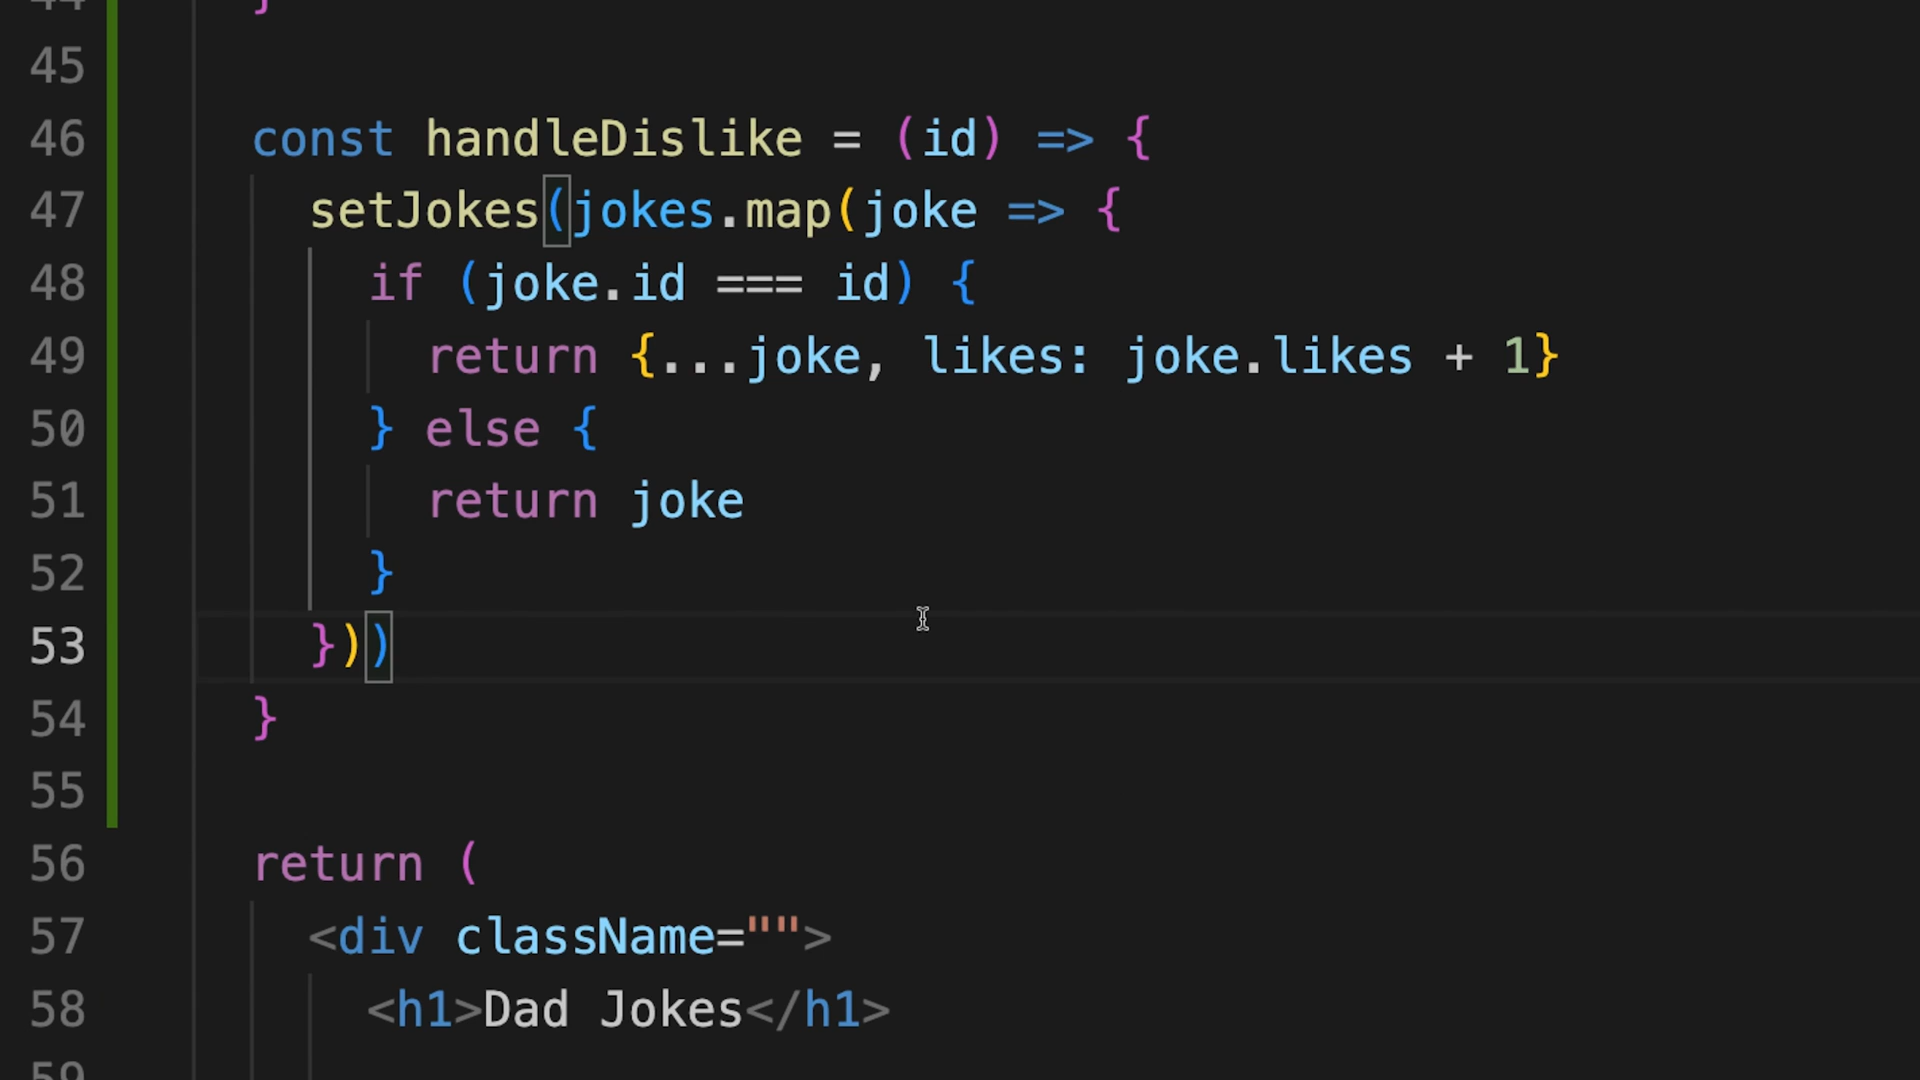 44 }
45
46 const handleDislike = (id) => {
47 setJokes(jokes.map(joke => {
48 if (joke.id === id) {
49 return {...joke, likes: joke.likes + 1}
50 } else {
51 return joke
52 }
53 }))
54 }
55
56 return (
57 <div className="">
58 <h1>Dad Jokes</h1>
59